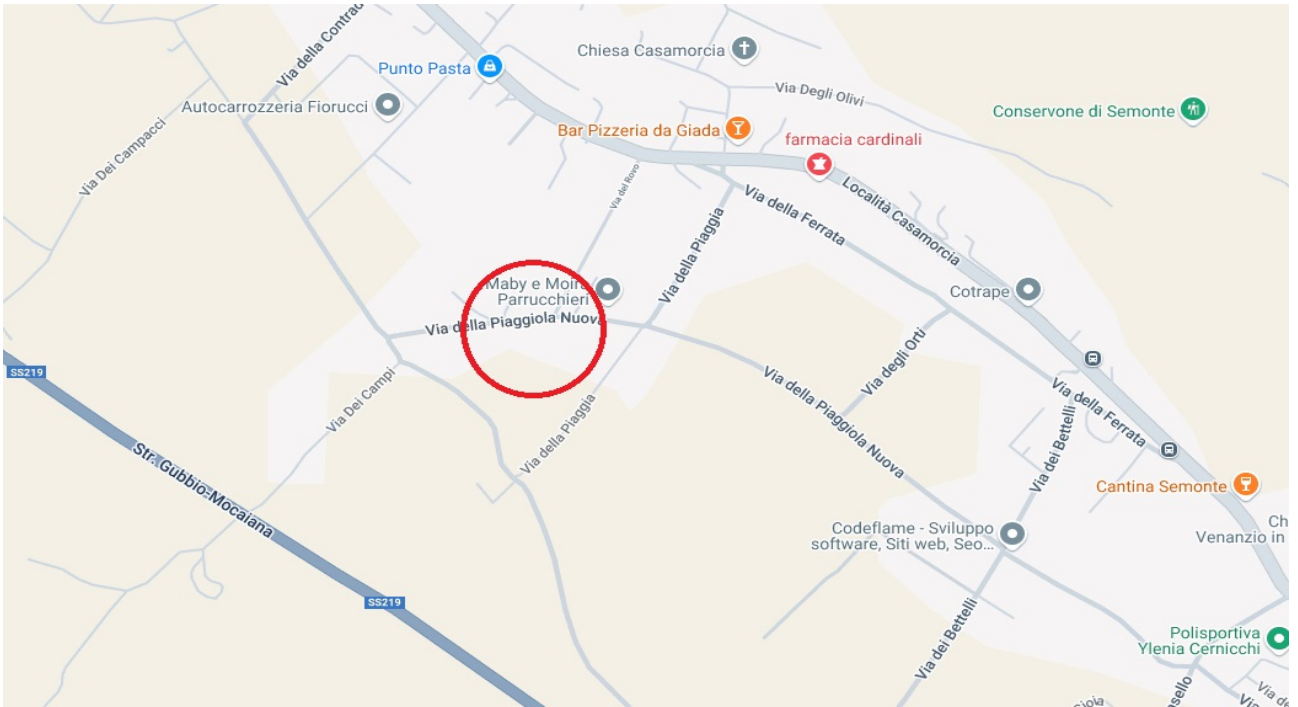 Via della Contrad
Chiesa Casamorcia
Punto Pasta
Via Degli Olivi
Autocarrozzeria Fiorucci
Conservone di Semonte
Bar Pizzeria da Giada
farmacia cardinali
Via Dei Campacci
Via del Rovo
Via della Ferrata
Località Casamorcia
Via della Piaggia
Maby e Moira
Parrucchieri
Cotrape
Via della Piaggiola Nuova
Via degli Orti
SS219
Via Dei Campi
Via della Piaggiola Nuova
Via della Ferrata
Via della Piaggia
Via dei Bettelli
Str. Gubbio-Mocaiana
Cantina Semonte
Codeflame - Sviluppo
software, Siti web, Seo...
Ch
Venanzio in
SS219
Via dei Bettelli
Polisportiva
Ylenia Cernicchi
Via de